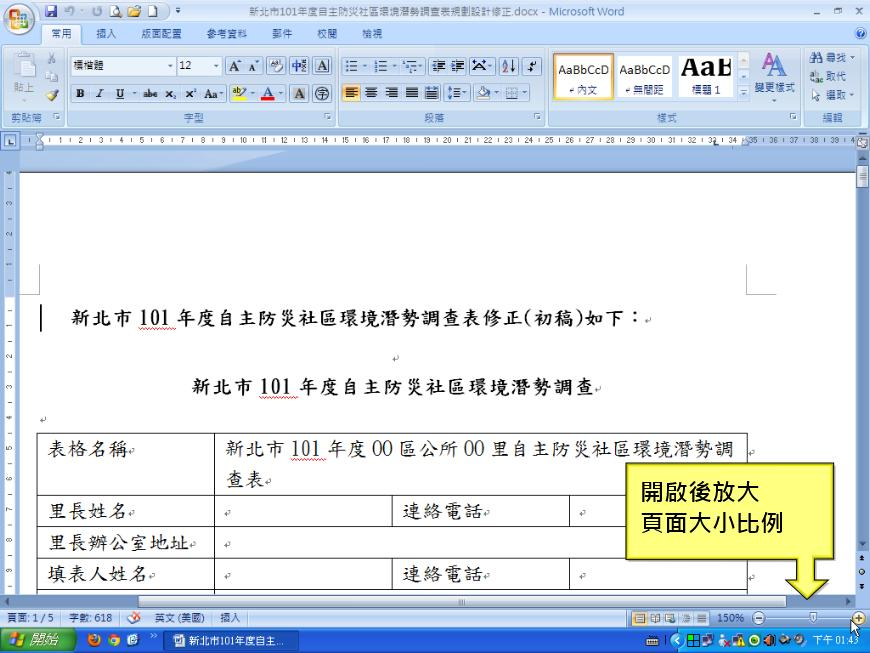 新北市101年度自主防災社區環境潛勢調查表規劃設計修正.docx - Microsoft Word
常用 插入 版面配置 參考資料 郵件 校閱 檢視
標楷體 12
貼上
B I U abc X₂ X² Aa
AaBbCcD AaBbCcD AaB
內文 無間距 標題 1
變更樣式
尋找
取代
選取
剪貼簿 字型 段落 樣式 編輯
新北市 101 年度自主防災社區環境潛勢調查表修正(初稿)如下：
新北市 101 年度自主防災社區環境潛勢調查
表格名稱 新北市 101 年度 OO 區公所 OO 里自主防災社區環境潛勢調
查表
里長姓名 連絡電話
里長辦公室地址
填表人姓名 連絡電話
開啟後放大
頁面大小比例
頁面: 1 / 5 字數: 618 英文 (美國) 插入 150%
開始 新北市101年度自主... 下午 01:43